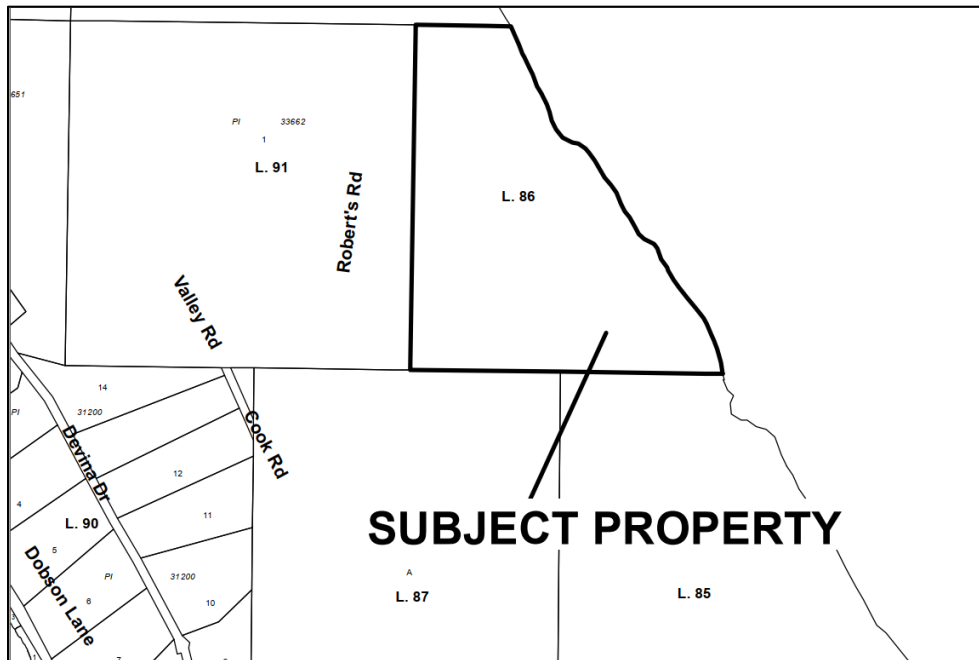 651
PI 33662
1
L. 91
Robert's Rd
L. 86
Valley Rd
14
PI
31200
Cook Rd
Devina Dr
12
4
11
L. 90
SUBJECT PROPERTY
5
Dobson Lane
PI
31200
A
6
10
L. 87
L. 85
7